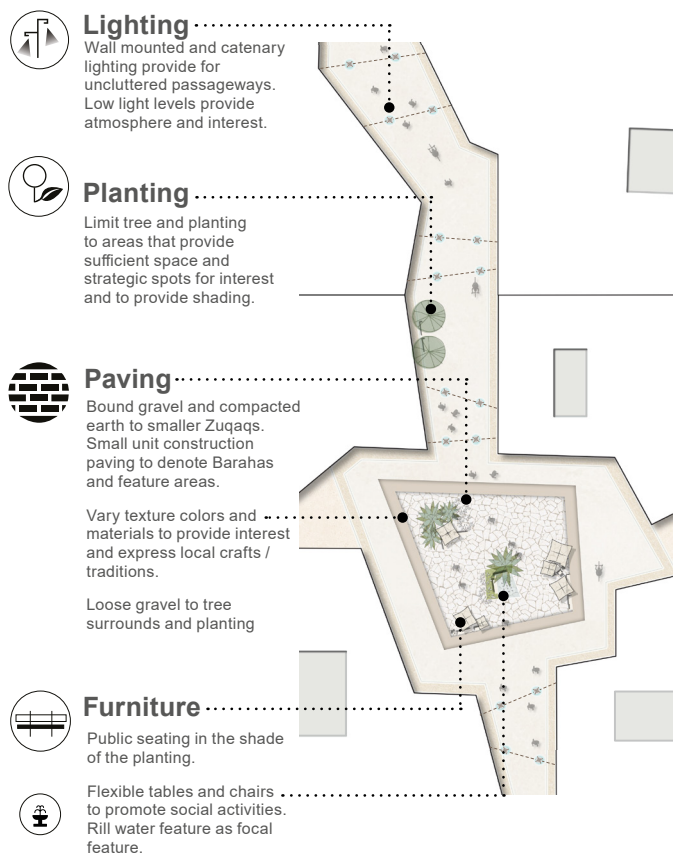 Lighting
Wall mounted and catenary
lighting provide for
uncluttered passageways.
Low light levels provide
atmosphere and interest.
Planting
Limit tree and planting
to areas that provide
sufficient space and
strategic spots for interest
and to provide shading.
Paving
Bound gravel and compacted
earth to smaller Zuqaqs.
Small unit construction
paving to denote Barahas
and feature areas.
Vary texture colors and
materials to provide interest
and express local crafts /
traditions.
Loose gravel to tree
surrounds and planting
Furniture
Public seating in the shade
of the planting.
Flexible tables and chairs
to promote social activities.
Rill water feature as focal
feature.